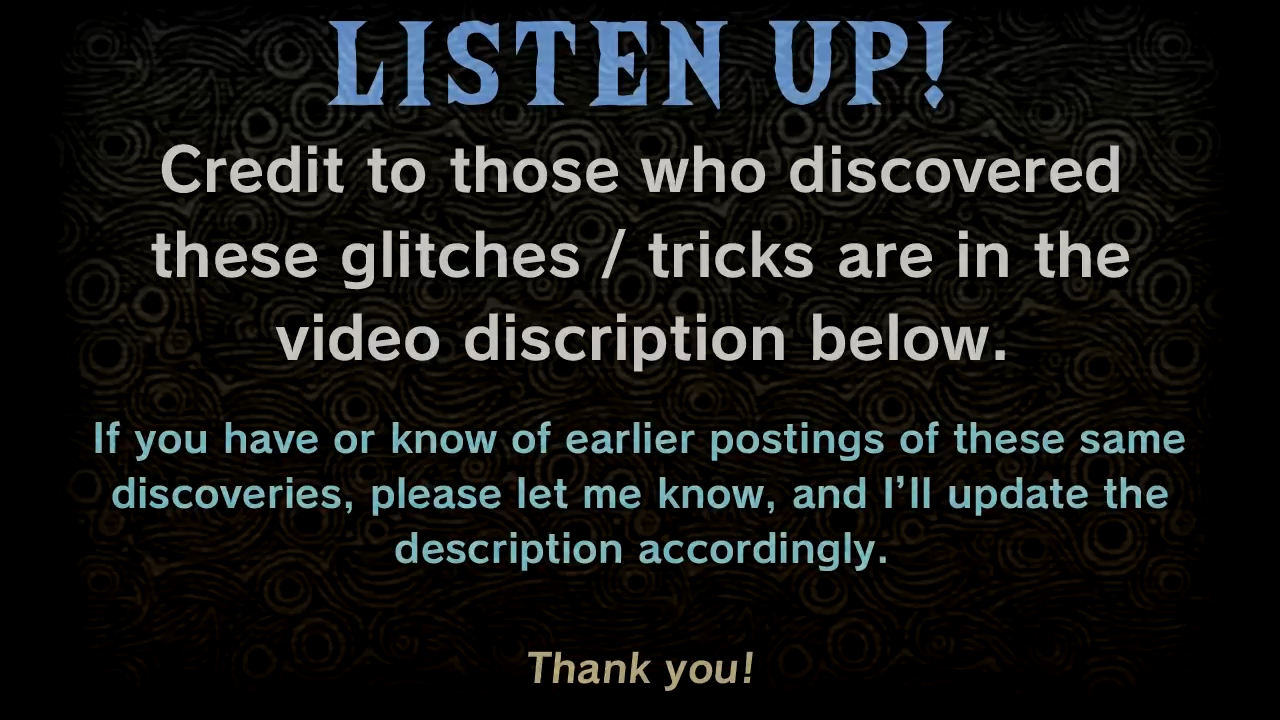 LISTEN UP!
Credit to those who discovered
these glitches / tricks are in the
video discription below.
If you have or know of earlier postings of these same
discoveries, please let me know, and I’ll update the
description accordingly.
Thank you!